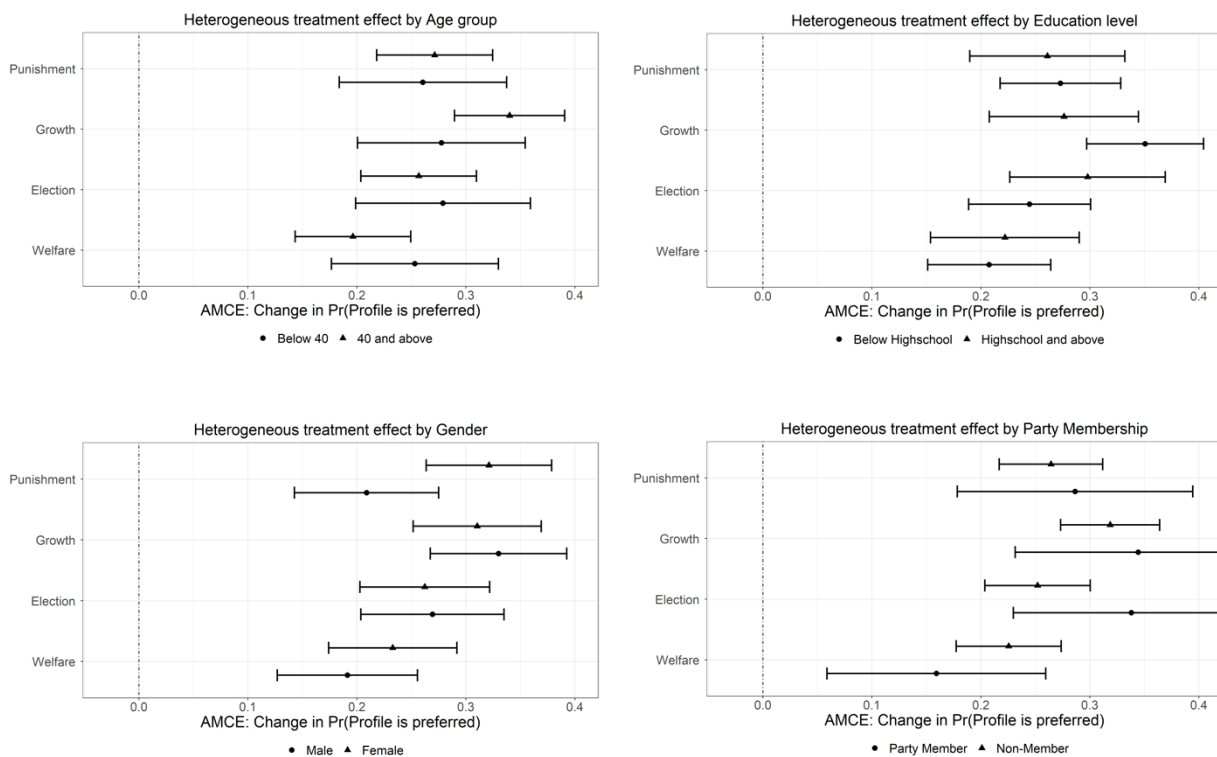 Heterogeneous treatment effect by Age group
Punishment
Growth
Election
Welfare
0.0 0.1 0.2 0.3 0.4
AMCE: Change in Pr(Profile is preferred)
Below 40 40 and above
Heterogeneous treatment effect by Education level
Punishment
Growth
Election
Welfare
0.0 0.1 0.2 0.3 0.4
AMCE: Change in Pr(Profile is preferred)
Below Highschool Highschool and above
Heterogeneous treatment effect by Gender
Punishment
Growth
Election
Welfare
0.0 0.1 0.2 0.3 0.4
AMCE: Change in Pr(Profile is preferred)
Male Female
Heterogeneous treatment effect by Party Membership
Punishment
Growth
Election
Welfare
0.0 0.1 0.2 0.3 0.4
AMCE: Change in Pr(Profile is preferred)
Party Member Non-Member